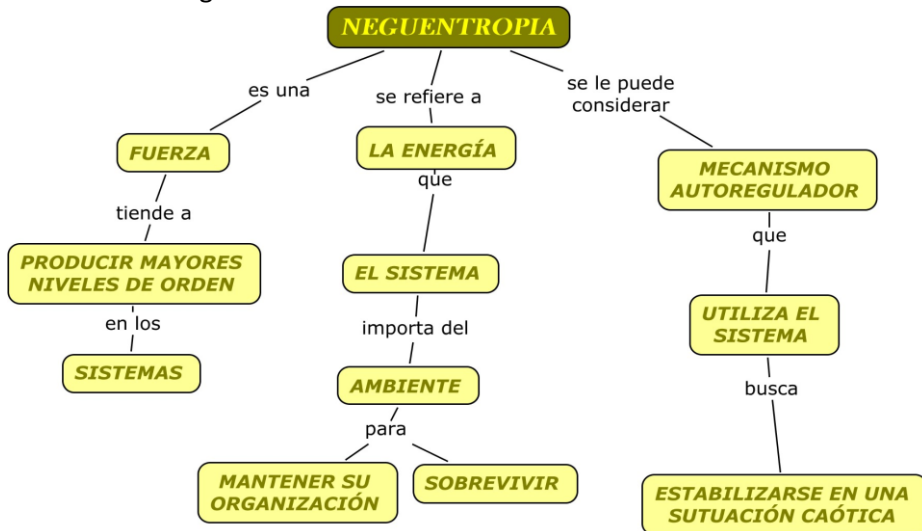 NEGUENTROPIA
es una
FUERZA
tiende a
PRODUCIR MAYORES
NIVELES DE ORDEN
en los
SISTEMAS
se refiere a
LA ENERGÍA
que
EL SISTEMA
importa del
AMBIENTE
para
MANTENER SU
ORGANIZACIÓN
SOBREVIVIR
se le puede
considerar
MECANISMO
AUTOREGULADOR
que
UTILIZA EL
SISTEMA
busca
ESTABILIZARSE EN UNA
SUTUACIÓN CAÓTICA